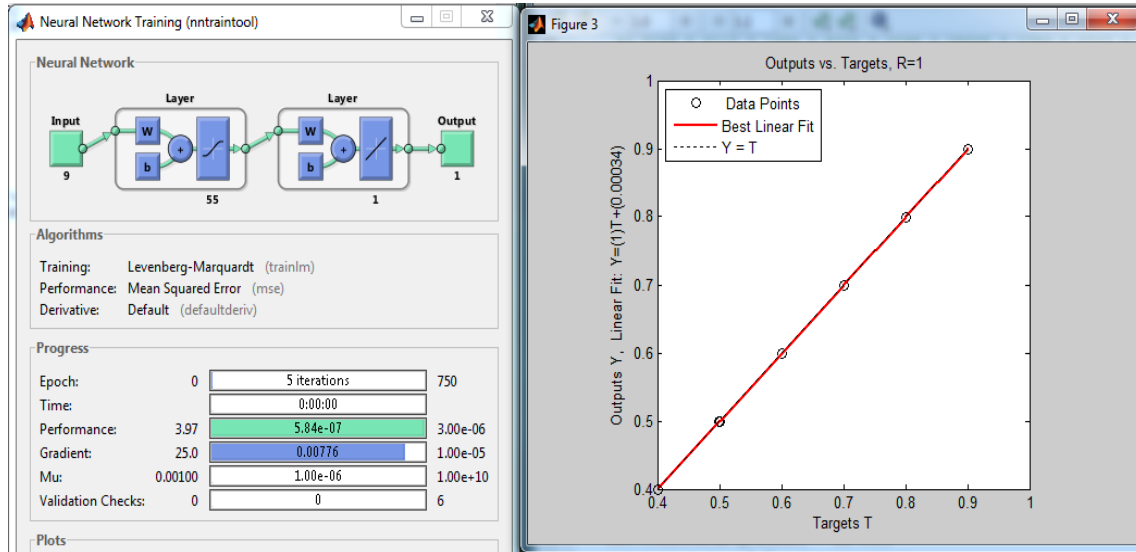 Neural Network Training (nntraintool)
Neural Network
Layer Layer
Input Output
W W
b b
+ +
9 1
55 1
Algorithms
Training: Levenberg-Marquardt (trainlm)
Performance: Mean Squared Error (mse)
Derivative: Default (defaultderiv)
Progress
Epoch: 0 5 iterations 750
Time: 0:00:00
Performance: 3.97 5.84e-07 3.00e-06
Gradient: 25.0 0.00776 1.00e-05
Mu: 0.00100 1.00e-06 1.00e+10
Validation Checks: 0 0 6
Plots
Figure 3
Outputs vs. Targets, R=1
Data Points
Best Linear Fit
Y = T
Outputs Y, Linear Fit: Y=(1)T+(0.00034)
1
0.9
0.8
0.7
0.6
0.5
0.4
0.4 0.5 0.6 0.7 0.8 0.9 1
Targets T